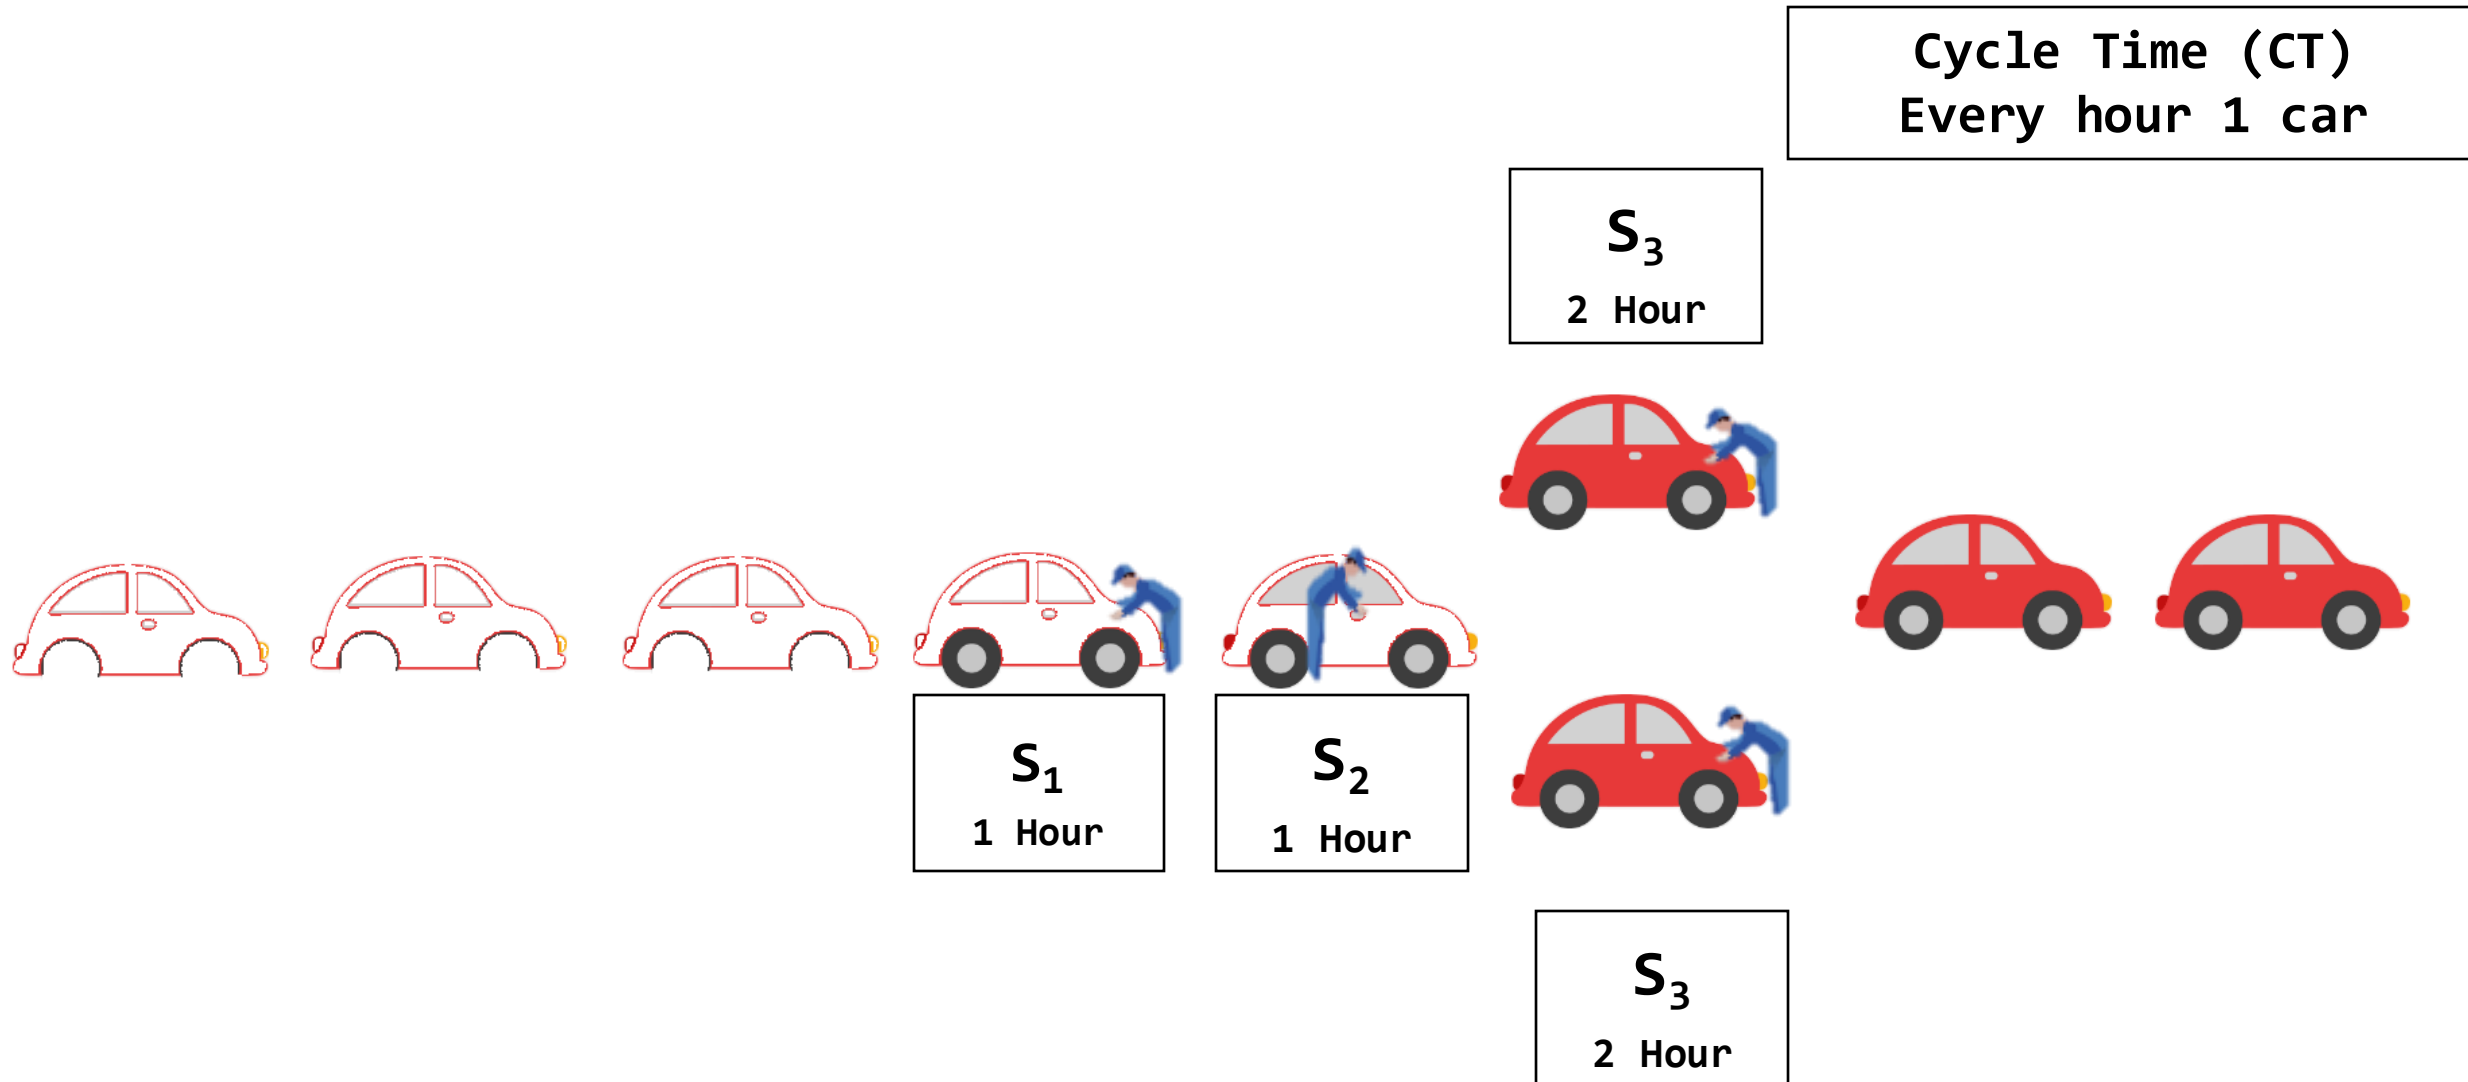 Cycle Time (CT)
Every hour 1 car
S₃
2 Hour
S₁
1 Hour
S₂
1 Hour
S₃
2 Hour